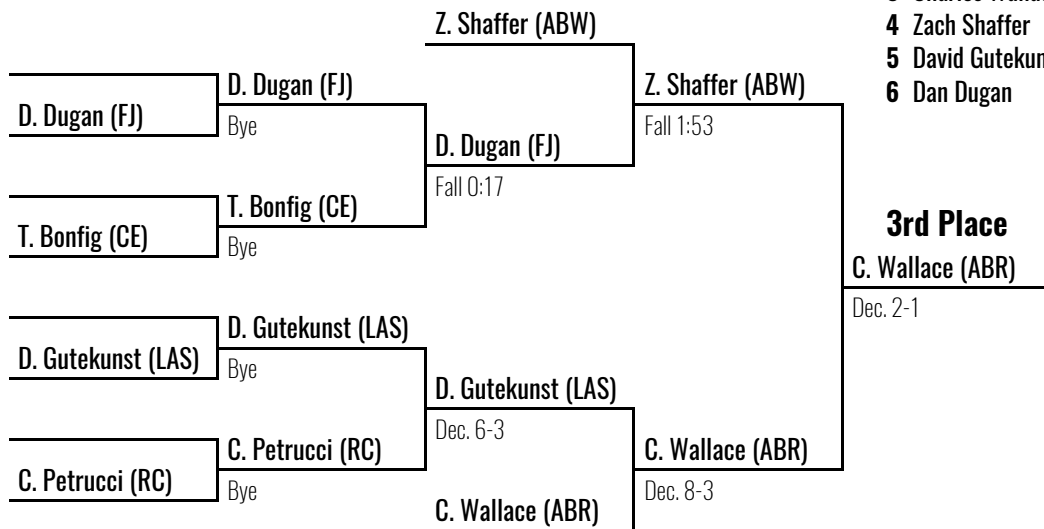 Z. Shaffer (ABW)
4 Zach Shaffer
5 David
6 Dan Dugan
D. Dugan (FJ)
D. Dugan (FJ)
Bye
Z. Shaffer (ABW)
Fall 1:53
D. Dugan (FJ)
Fall 0:17
T. Bonfig (CE)
T. Bonfig (CE)
Bye
3rd Place
C. Wallace (ABR)
Dec. 2-1
D. Gutekunst (LAS)
D. Gutekunst (LAS)
Bye
D. Gutekunst (LAS)
Dec. 6-3
C. Petrucci (RC)
C. Petrucci (RC)
Bye
C. Wallace (ABR)
Dec. 8-3
C. Wallace (ABR)